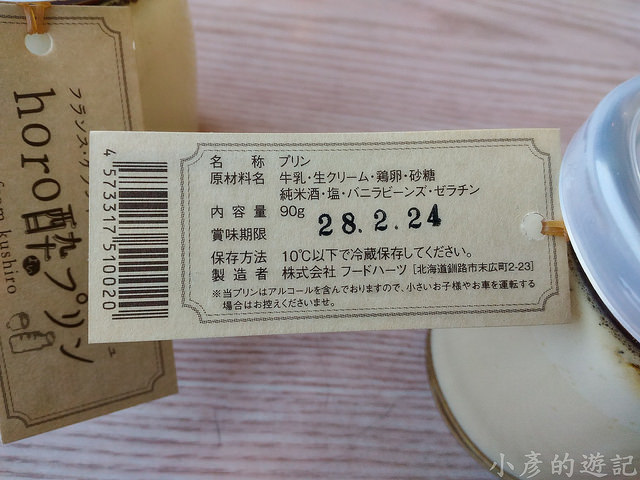 フランス・
horo酔プリン
from kushiro
4 573317 510020
名　　称　プリン
原材料名　牛乳・生クリーム・鶏卵・砂糖
純米酒・塩・バニラビーンズ・ゼラチン
内 容 量　90g
賞味期限　28.2.24
保存方法　10℃以下で冷蔵保存してください。
製 造 者　株式会社 フードハーツ [北海道釧路市末広町2-23]
※当プリンはアルコールを含んでおりますので、小さいお子様やお車を運転する
場合はお控えくださいませ。
小彥的遊記